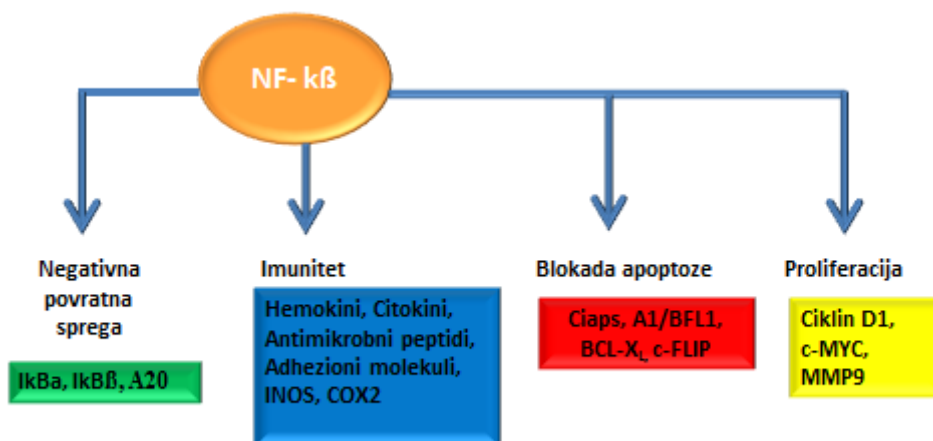 NF- kß
Negativna
povratna
sprega
IkBa, IkBß, A20
Imunitet
Hemokini, Citokini,
Antimikrobni peptidi,
Adhezioni molekuli,
INOS, COX2
Blokada apoptoze
Ciaps, A1/BFL1,
BCL-XL, c-FLIP
Proliferacija
Ciklin D1,
c-MYC,
MMP9